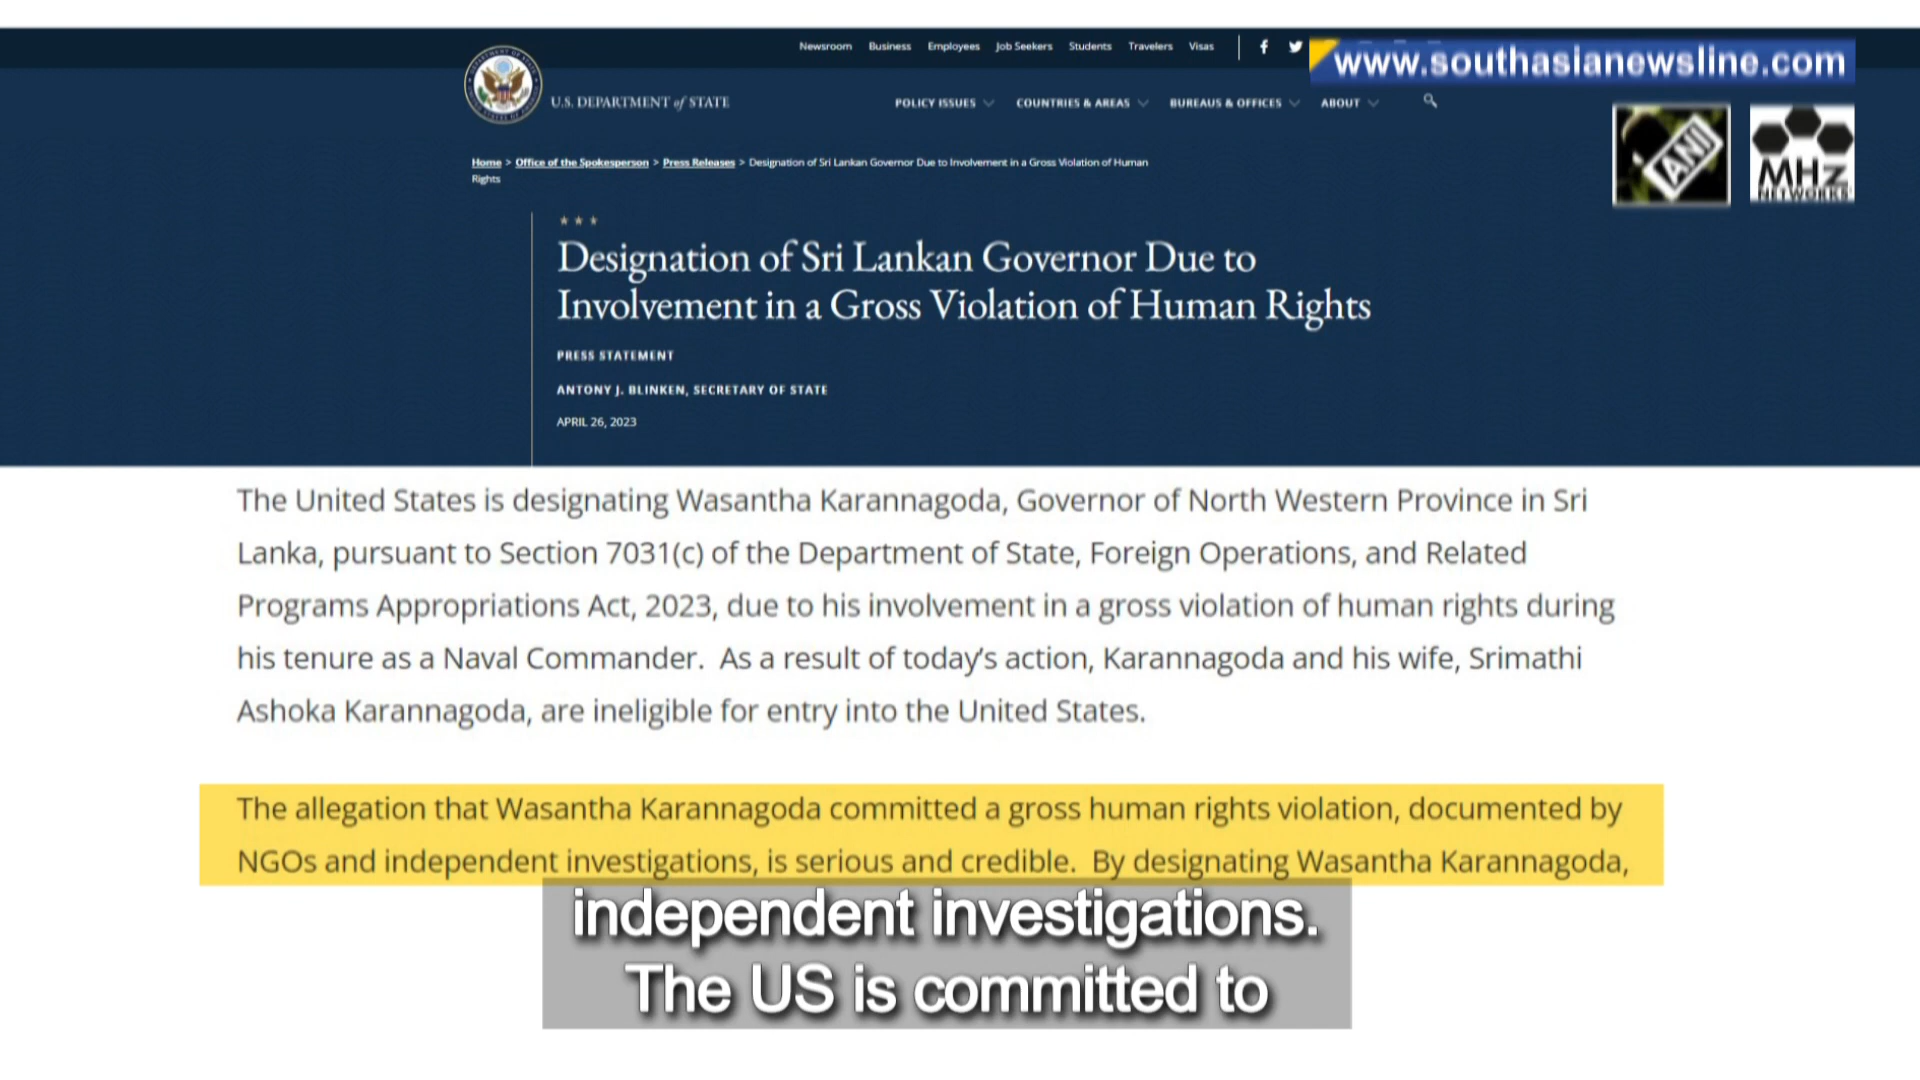 Newsroom Business Employees Job Seekers Students Travelers Visas
www.southasianewsline.com
U.S. DEPARTMENT of STATE
POLICY ISSUES COUNTRIES & AREAS BUREAUS & OFFICES ABOUT
ANI
MHz
NETWORKS
Home > Office of the Spokesperson > Press Releases > Designation of Sri Lankan Governor Due to Involvement in a Gross Violation of Human
Rights
Designation of Sri Lankan Governor Due to
Involvement in a Gross Violation of Human Rights
PRESS STATEMENT
ANTONY J. BLINKEN, SECRETARY OF STATE
APRIL 26, 2023
The United States is designating Wasantha Karannagoda, Governor of North Western Province in Sri
Lanka, pursuant to Section 7031(c) of the Department of State, Foreign Operations, and Related
Programs Appropriations Act, 2023, due to his involvement in a gross violation of human rights during
his tenure as a Naval Commander.  As a result of today's action, Karannagoda and his wife, Srimathi
Ashoka Karannagoda, are ineligible for entry into the United States.
The allegation that Wasantha Karannagoda committed a gross human rights violation, documented by
NGOs and independent investigations, is serious and credible.  By designating Wasantha Karannagoda,
independent investigations.
The US is committed to